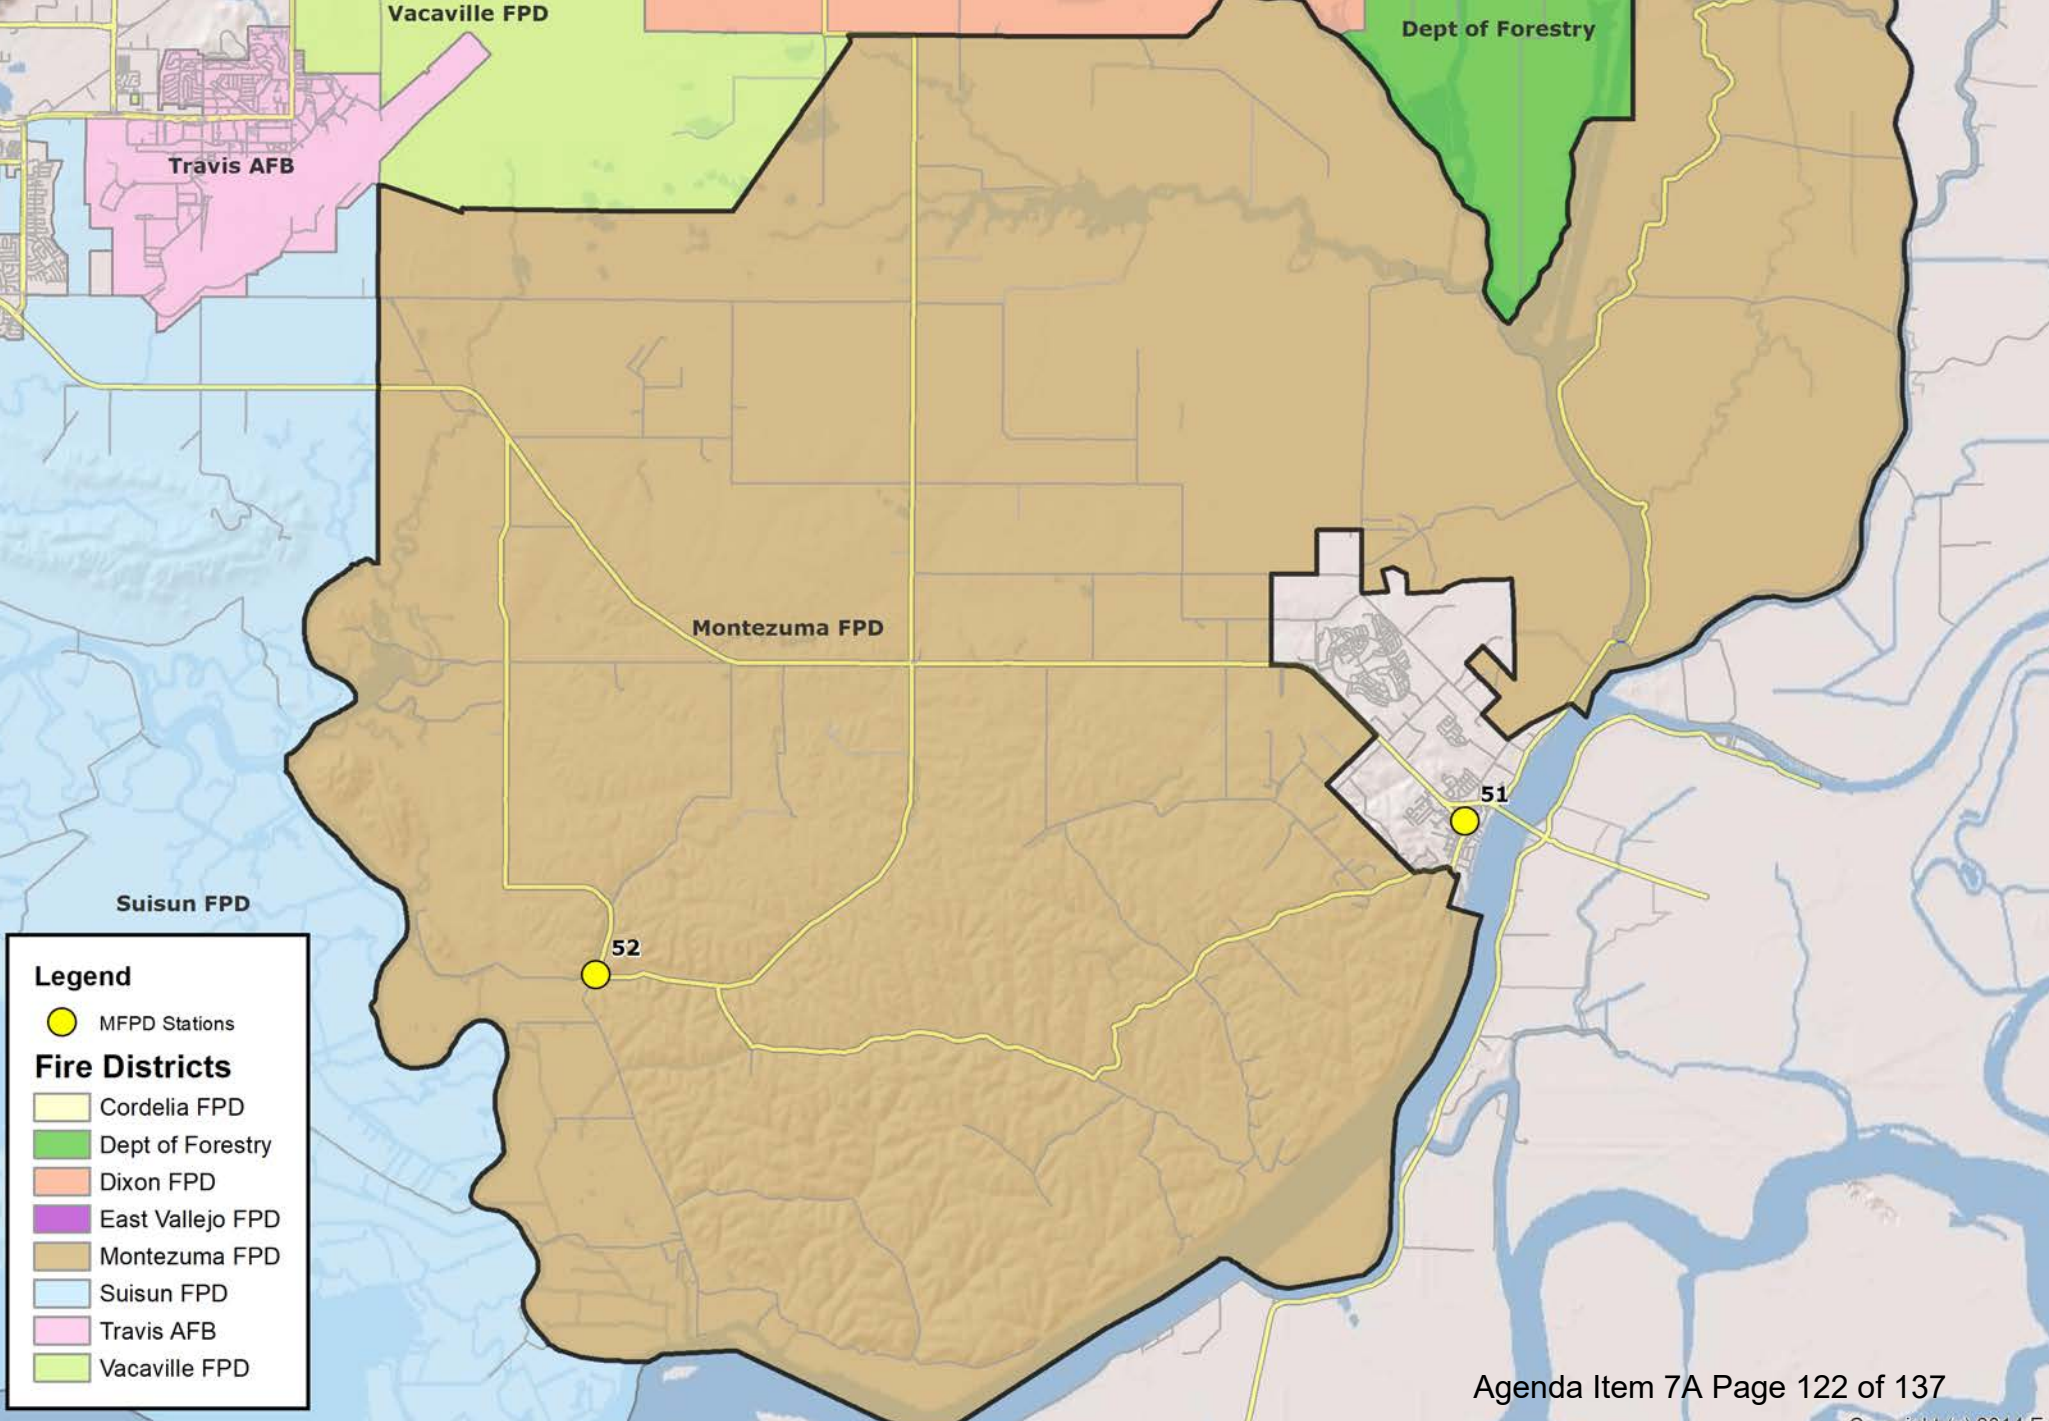 Vacaville FPD
Dept of Forestry
Travis AFB
Montezuma FPD
51
Suisun FPD
52
Legend
MFPD Stations
Fire Districts
Cordelia FPD
Dept of Forestry
Dixon FPD
East Vallejo FPD
Montezuma FPD
Suisun FPD
Travis AFB
Vacaville FPD
Agenda Item 7A Page 122 of 137